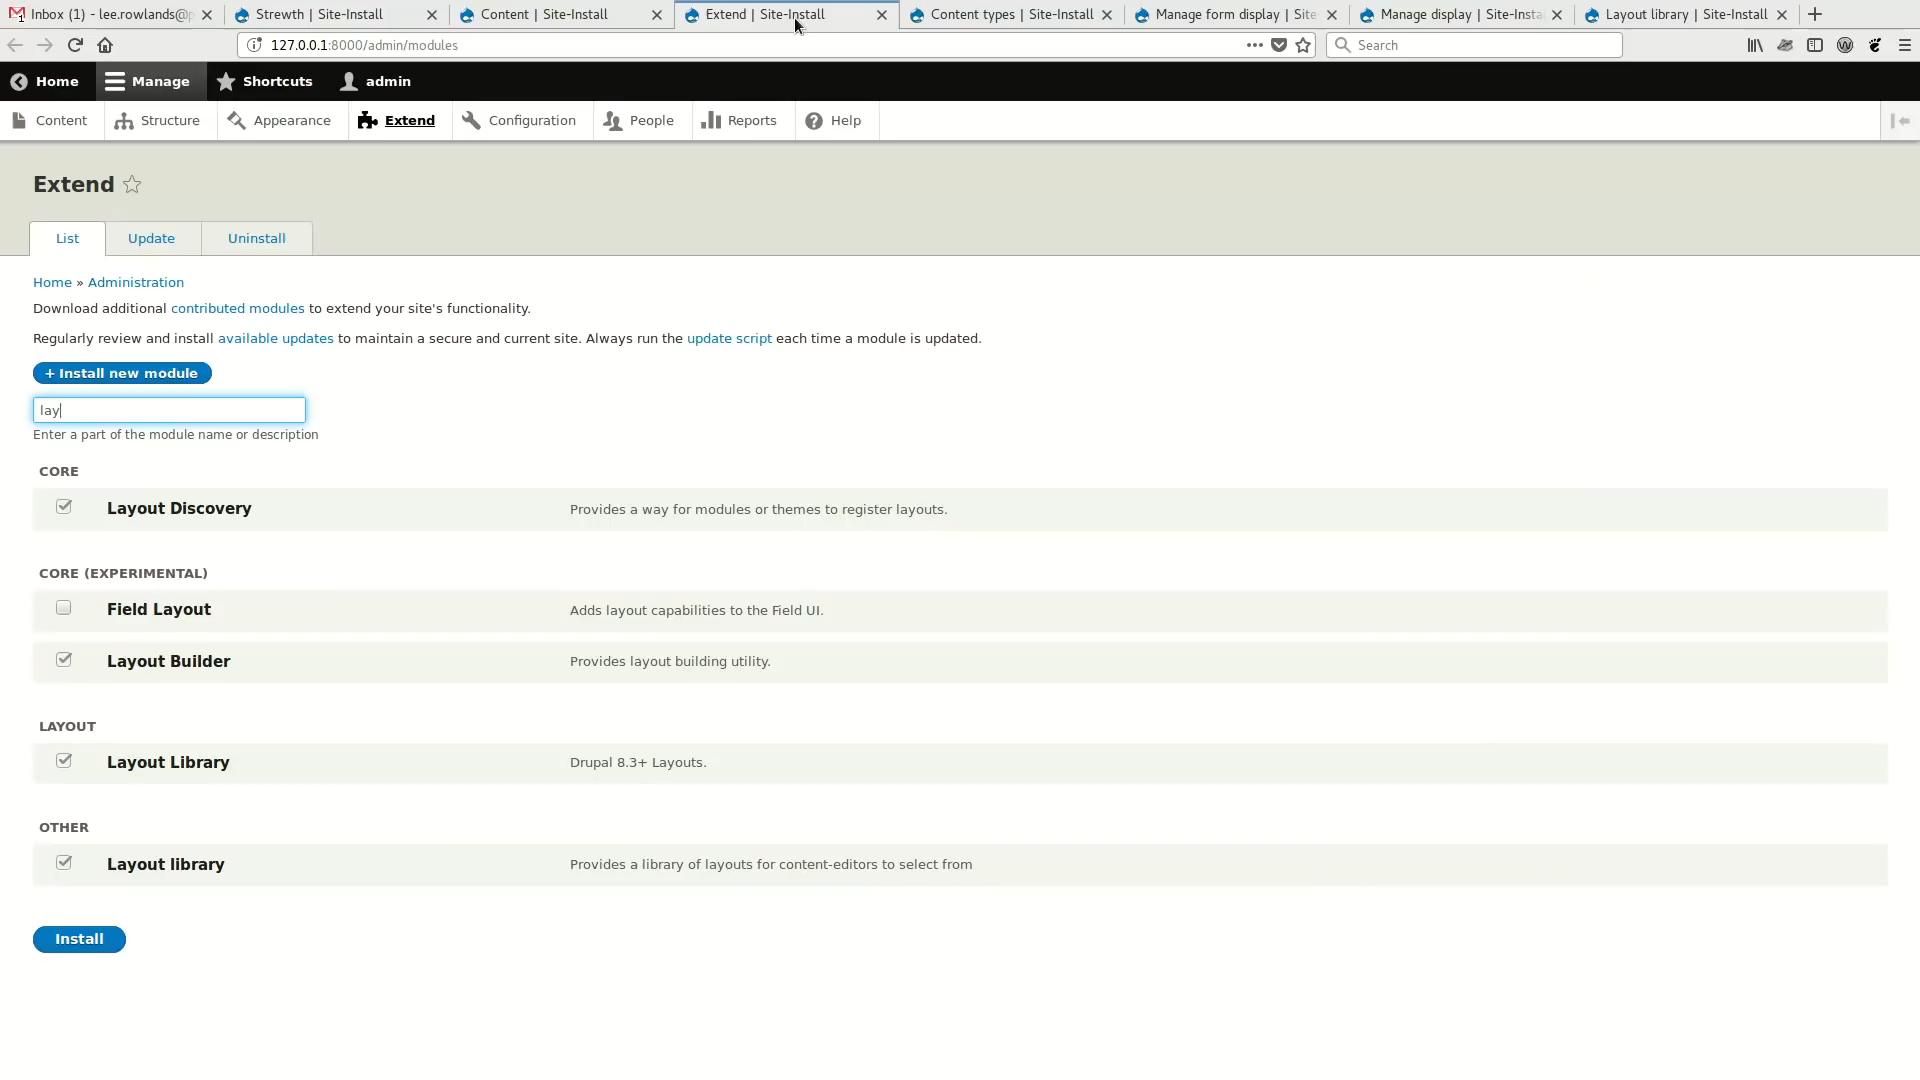 Inbox (1) - lee.rowlands@
Strewth | Site-Install
Content | Site-Install
Extend | Site-Install
Content types | Site-Install
Manage form display | Site
Manage display | Site-Insta
Layout library | Site-Install
127.0.0.1:8000/admin/modules
Search
Home
Manage
Shortcuts
admin
Content
Structure
Appearance
Extend
Configuration
People
Reports
Help
Extend
List
Update
Uninstall
Home » Administration
Download additional contributed modules to extend your site's functionality.
Regularly review and install available updates to maintain a secure and current site. Always run the update script each time a module is updated.
+ Install new module
lay
Enter a part of the module name or description
CORE
Layout Discovery
Provides a way for modules or themes to register layouts.
CORE (EXPERIMENTAL)
Field Layout
Adds layout capabilities to the Field UI.
Layout Builder
Provides layout building utility.
LAYOUT
Layout Library
Drupal 8.3+ Layouts.
OTHER
Layout library
Provides a library of layouts for content-editors to select from
Install